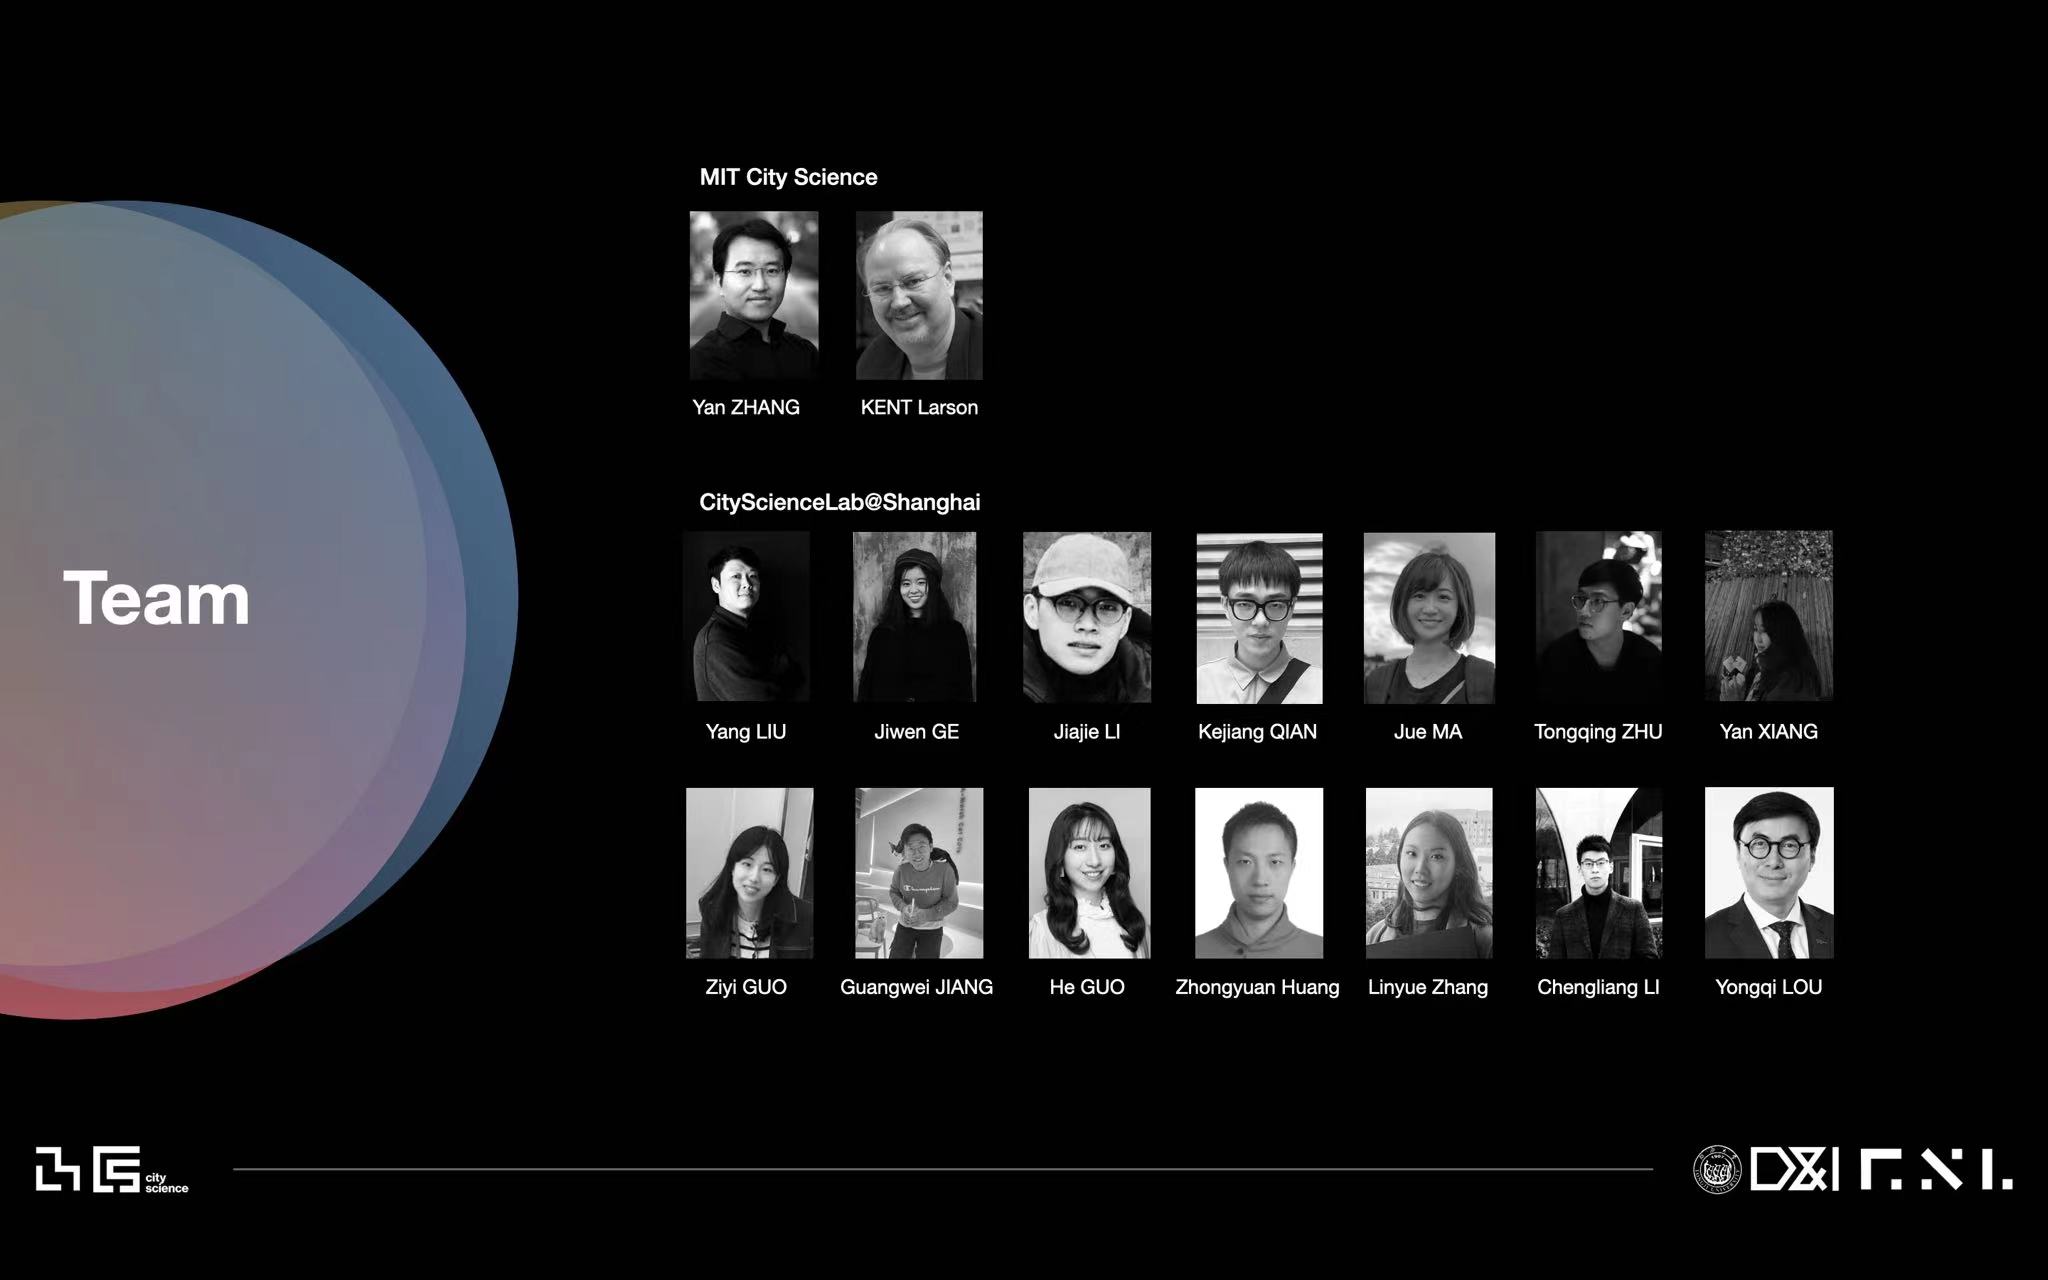 MIT City Science
Yan ZHANG
KENT Larson
Team
CityScienceLab@Shanghai
Yang LIU
Jiwen GE
Jiajie LI
Kejiang QIAN
Jue MA
Tongqing ZHU
Yan XIANG
Ziyi GUO
Guangwei JIANG
He GUO
Zhongyuan Huang
Linyue Zhang
Chengliang LI
Yongqi LOU
city
science
D&I